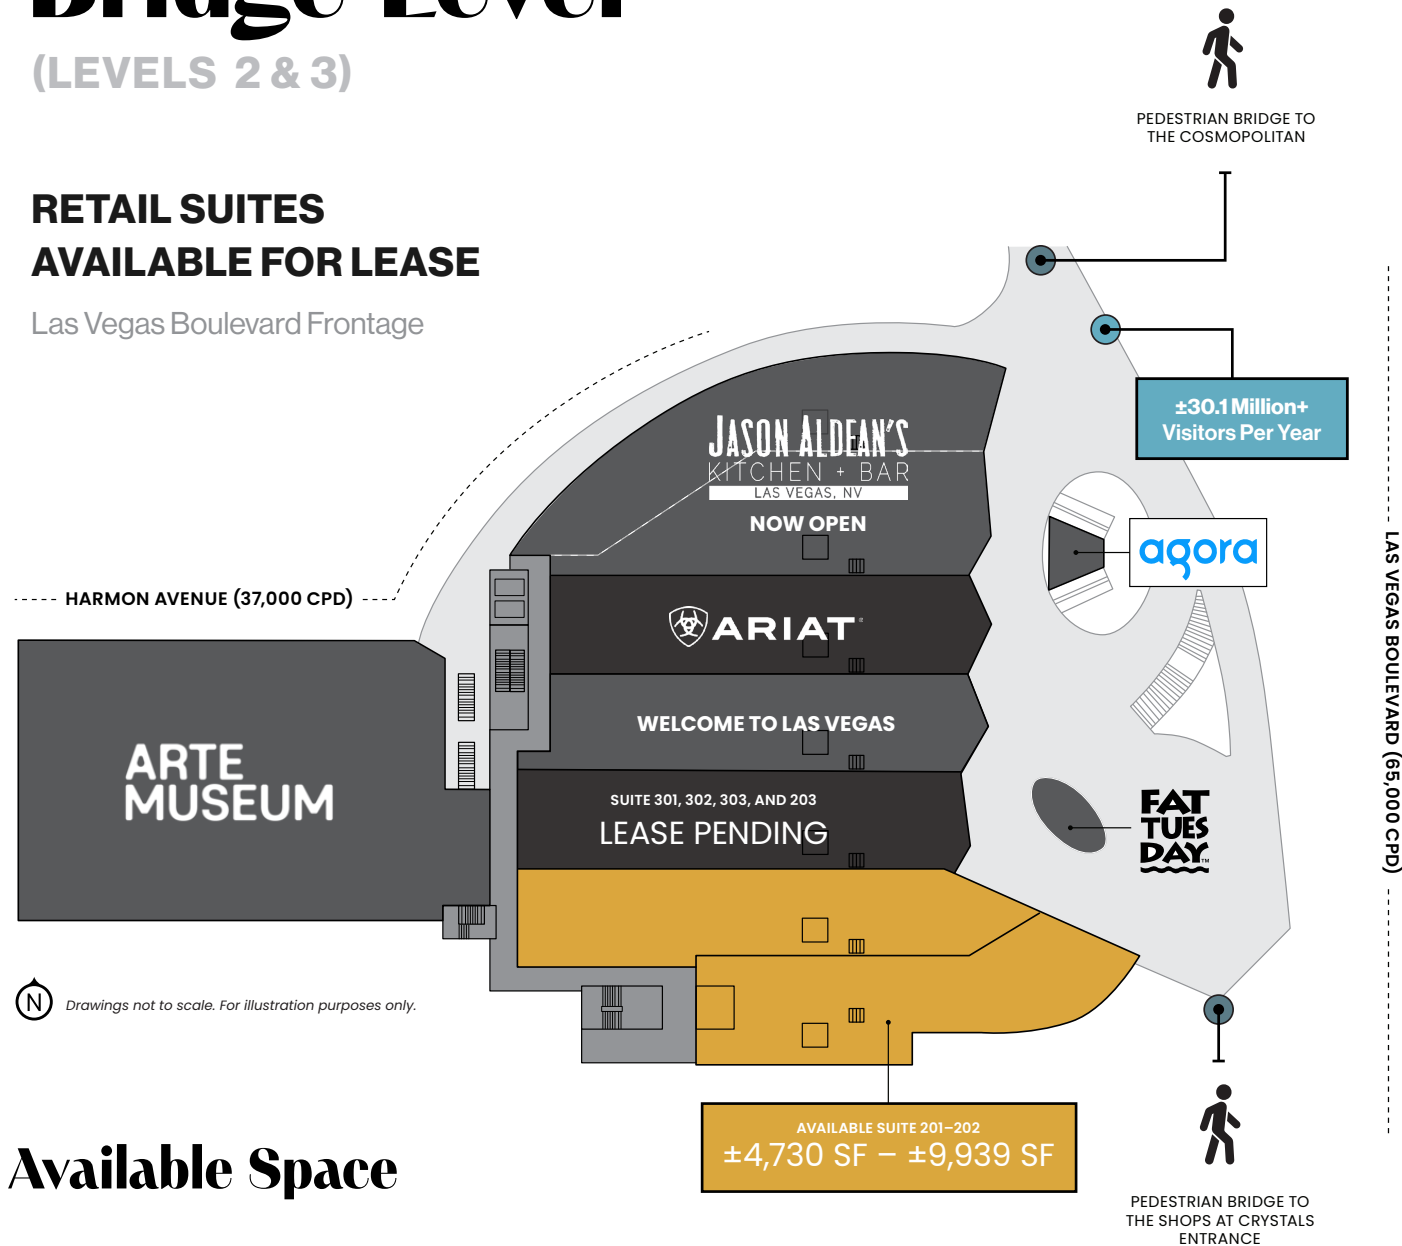 Bridge Level
(LEVELS 2 & 3)
RETAIL SUITES
AVAILABLE FOR LEASE
Las Vegas Boulevard Frontage
PEDESTRIAN BRIDGE TO
THE COSMOPOLITAN
±30.1 Million+
Visitors Per Year
JASON ALDEAN'S
KITCHEN + BAR
LAS VEGAS, NV
NOW OPEN
agora
HARMON AVENUE (37,000 CPD)
ARIAT
LAS VEGAS BOULEVARD (65,000 CPD)
WELCOME TO LAS VEGAS
ARTE
MUSEUM
SUITE 301, 302, 303, AND 203
LEASE PENDING
FAT
TUES
DAY™
N
Drawings not to scale. For illustration purposes only.
AVAILABLE SUITE 201–202
±4,730 SF – ±9,939 SF
Available Space
PEDESTRIAN BRIDGE TO
THE SHOPS AT CRYSTALS
ENTRANCE